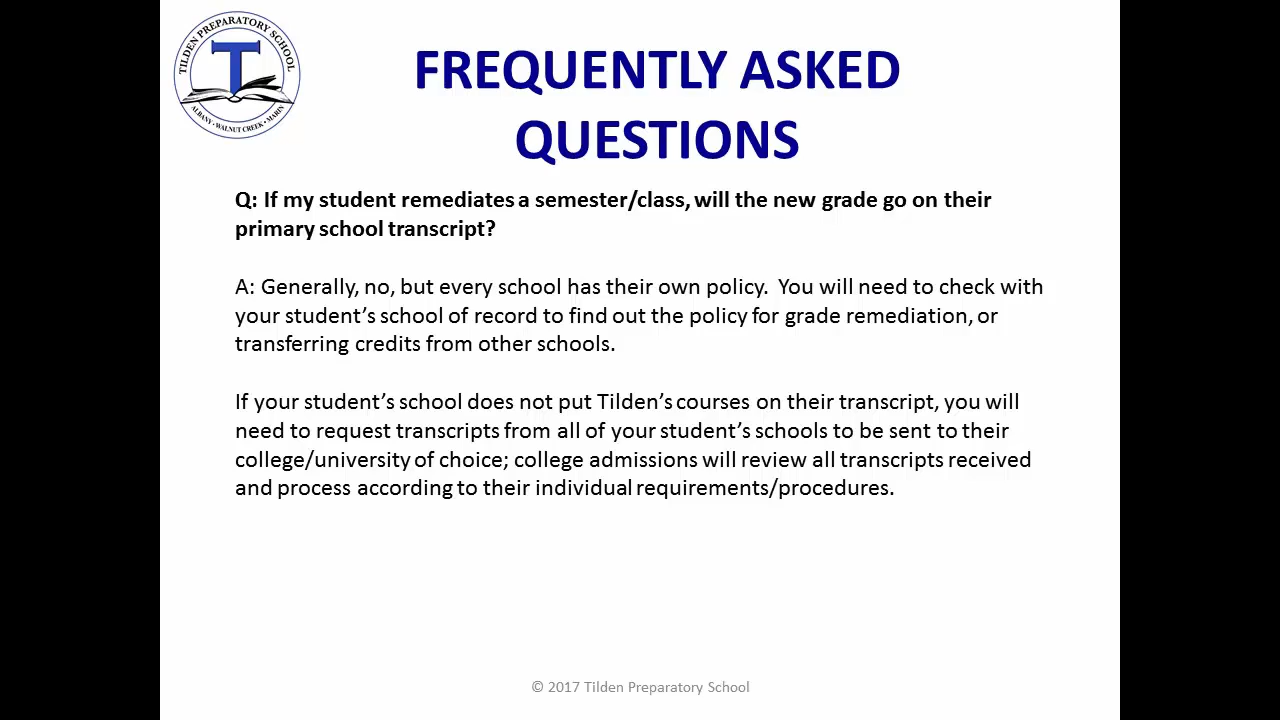 TILDEN PREPARATORY SCHOOL
T
ALBANY • WALNUT CREEK • MARIN
FREQUENTLY ASKED
QUESTIONS
Q: If my student remediates a semester/class, will the new grade go on their
primary school transcript?
A: Generally, no, but every school has their own policy.  You will need to check with
your student’s school of record to find out the policy for grade remediation, or
transferring credits from other schools.
If your student’s school does not put Tilden’s courses on their transcript, you will
need to request transcripts from all of your student’s schools to be sent to their
college/university of choice; college admissions will review all transcripts received
and process according to their individual requirements/procedures.
© 2017 Tilden Preparatory School